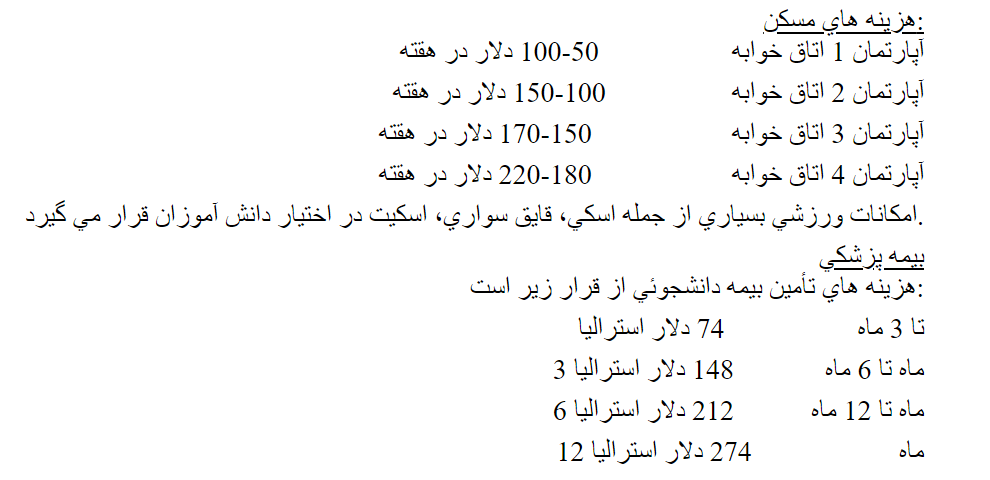 هزينه هاي مسكن:
آپارتمان 1 اتاق خوابه 50-100 دلار در هفته
آپارتمان 2 اتاق خوابه 100-150 دلار در هفته
آپارتمان 3 اتاق خوابه 150-170 دلار در هفته
آپارتمان 4 اتاق خوابه 180-220 دلار در هفته
امكانات ورزشي بسياري از جمله اسكي، قايق سواري، اسكيت در اختيار دانش آموزان قرار مي گيرد.
بيمه پزشكي
هزينه هاي تأمين بيمه دانشجوئي از قرار زير است:
تا 3 ماه 74 دلار استراليا
ماه تا 6 ماه 148 دلار استراليا 3
ماه تا 12 ماه 212 دلار استراليا 6
ماه 274 دلار استراليا 12